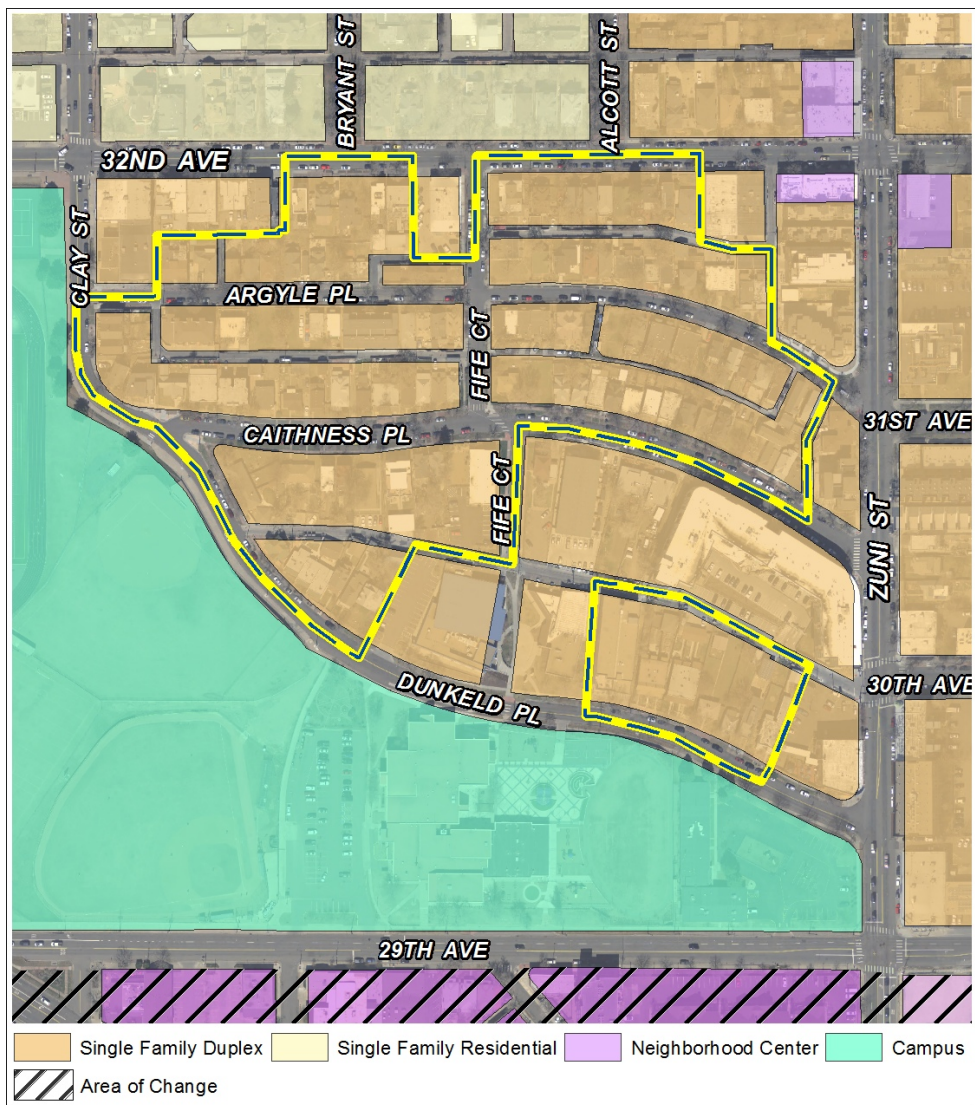 BRYANT ST
ALCOTT ST
32ND AVE
CLAY ST
ARGYLE PL
FIFE CT
31ST AVE
CAITHNESS PL
FIFE CT
ZUNI ST
DUNKELD PL
30TH AVE
29TH AVE
Single Family Duplex
Single Family Residential
Neighborhood Center
Campus
Area of Change